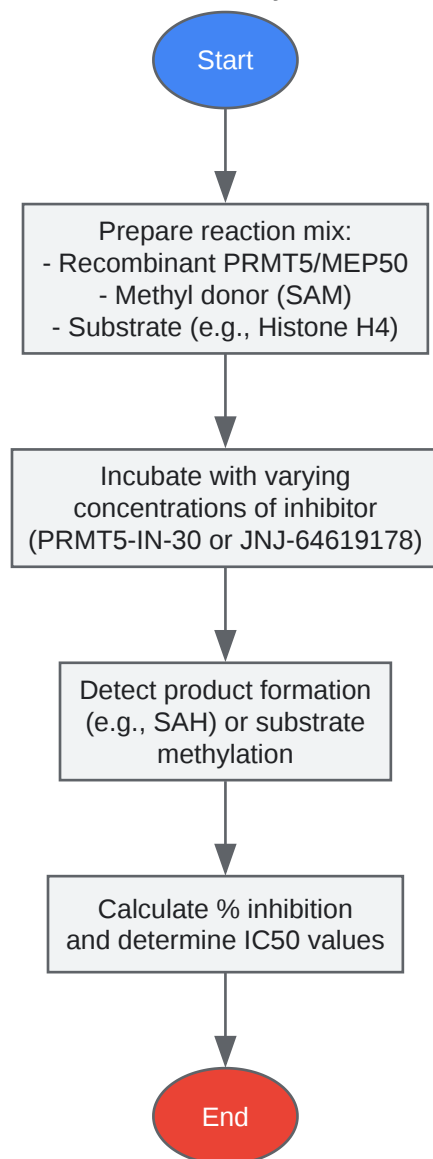 Start
Prepare reaction mix:
- Recombinant PRMT5/MEP50
- Methyl donor (SAM)
- Substrate (e.g., Histone H4)
Incubate with varying
concentrations of inhibitor
(PRMT5-IN-30 or JNJ-64619178)
Detect product formation
(e.g., SAH) or substrate
methylation
Calculate % inhibition
and determine IC50 values
End